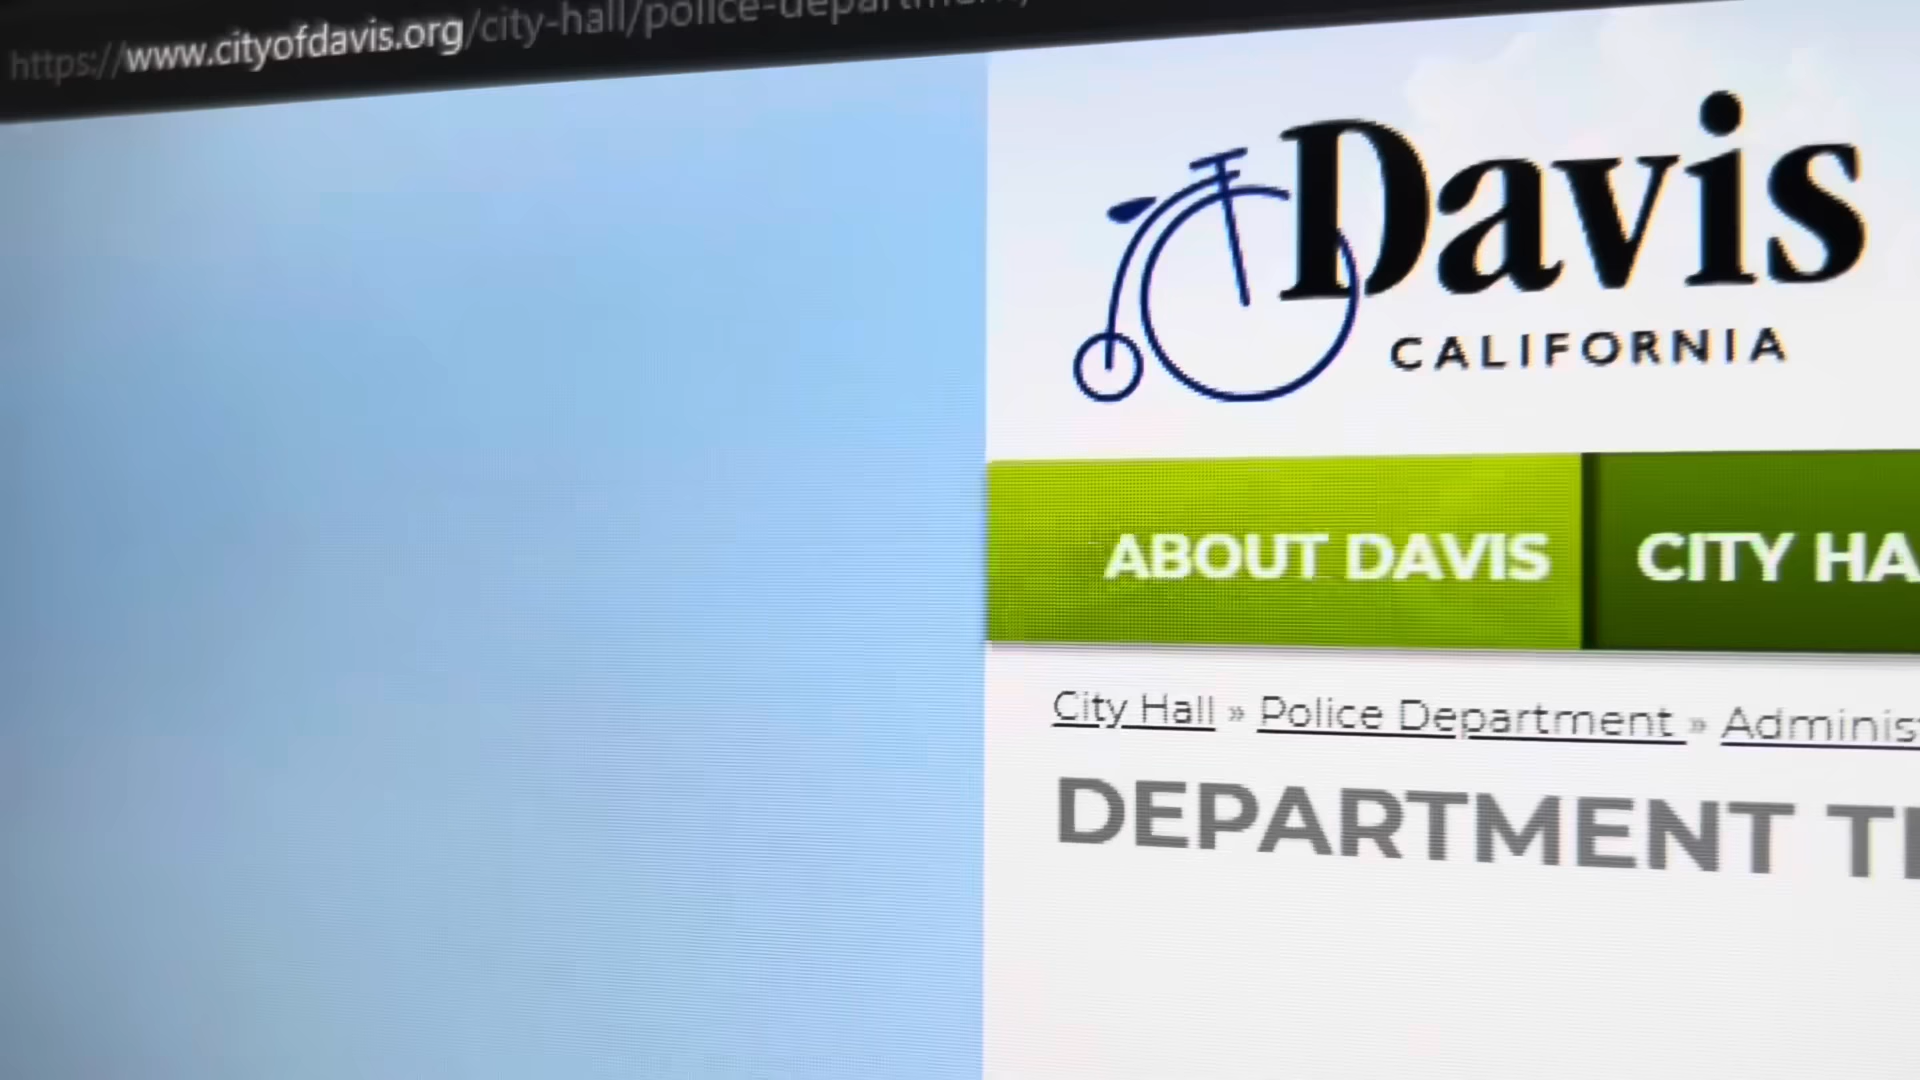 https://www.cityofdavis.org/city-hall/police-department/
Davis
CALIFORNIA
ABOUT DAVIS
CITY HA
City Hall » Police Department » Adminis
DEPARTMENT T